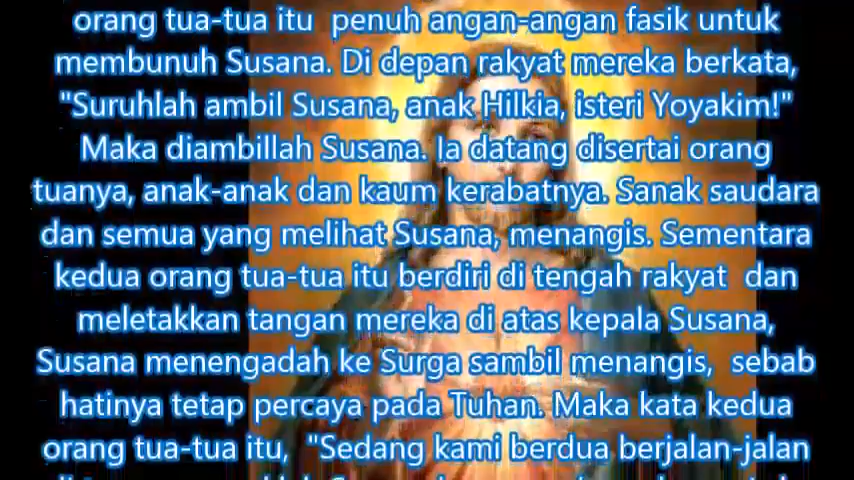 orang tua-tua itu penuh angan-angan fasik untuk
membunuh Susana. Di depan rakyat mereka berkata,
"Suruhlah ambil Susana, anak Hilkia, isteri Yoyakim!"
Maka diambillah Susana. Ia datang disertai orang
tuanya, anak-anak dan kaum kerabatnya. Sanak saudara
dan semua yang melihat Susana, menangis. Sementara
kedua orang tua-tua itu berdiri di tengah rakyat dan
meletakkan tangan mereka di atas kepala Susana,
Susana menengadah ke Surga sambil menangis, sebab
hatinya tetap percaya pada Tuhan. Maka kata kedua
orang tua-tua itu, "Sedang kami berdua berjalan-jalan